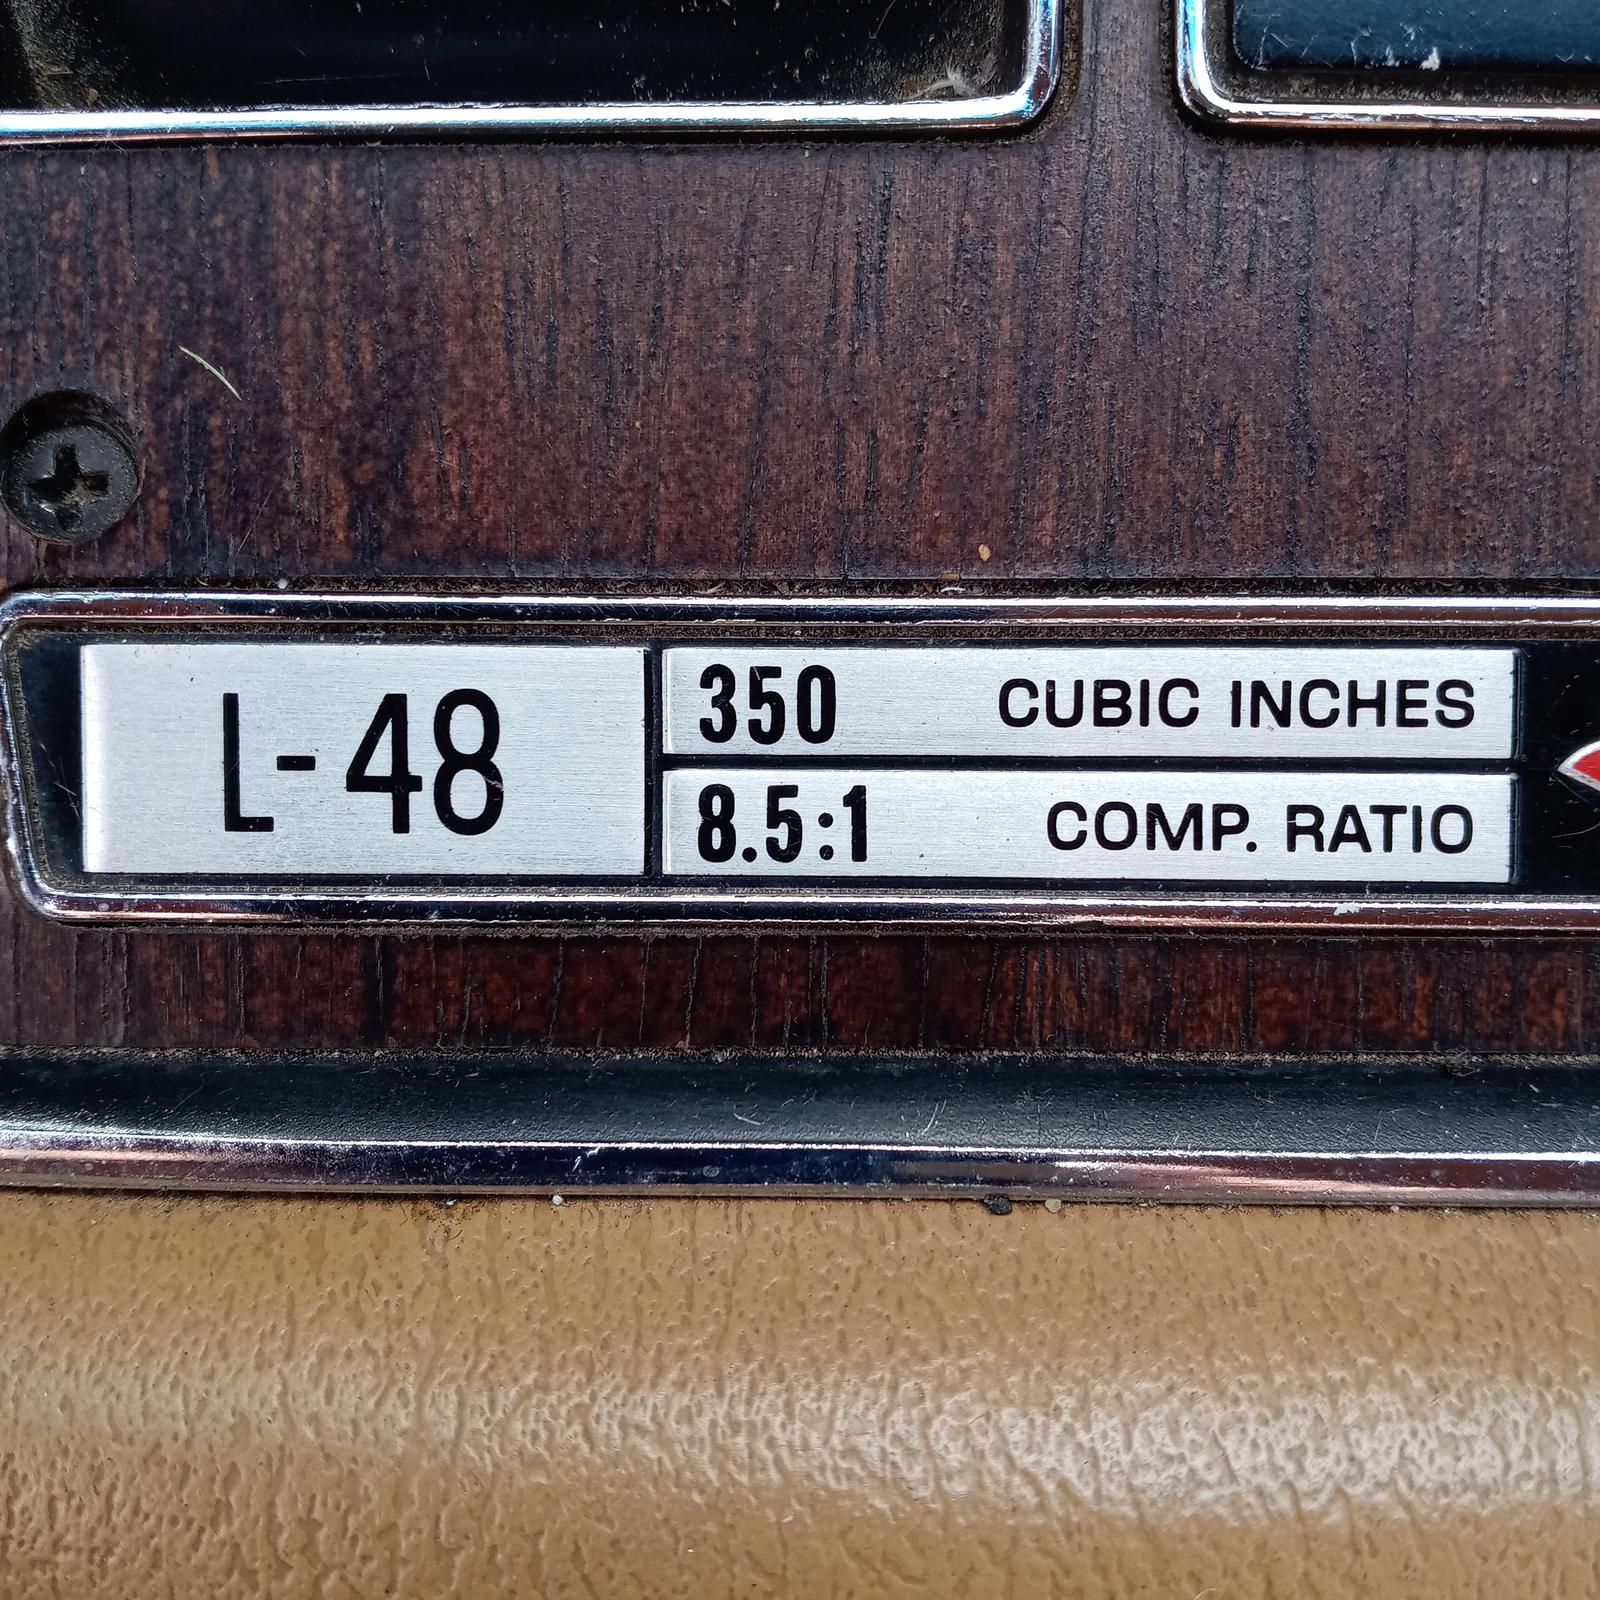 L-48
350 CUBIC INCHES
8.5:1 COMP. RATIO